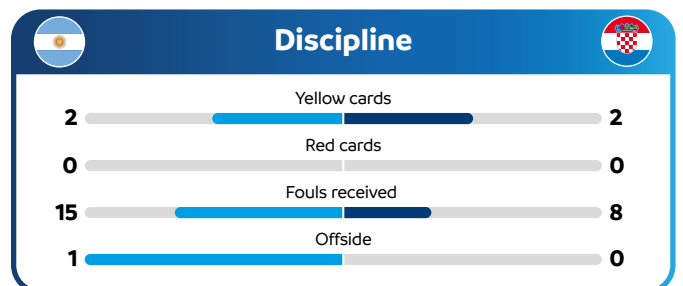 Discipline
Yellow cards
2 2
Red cards
0 0
Fouls received
15 8
Offside
1 0